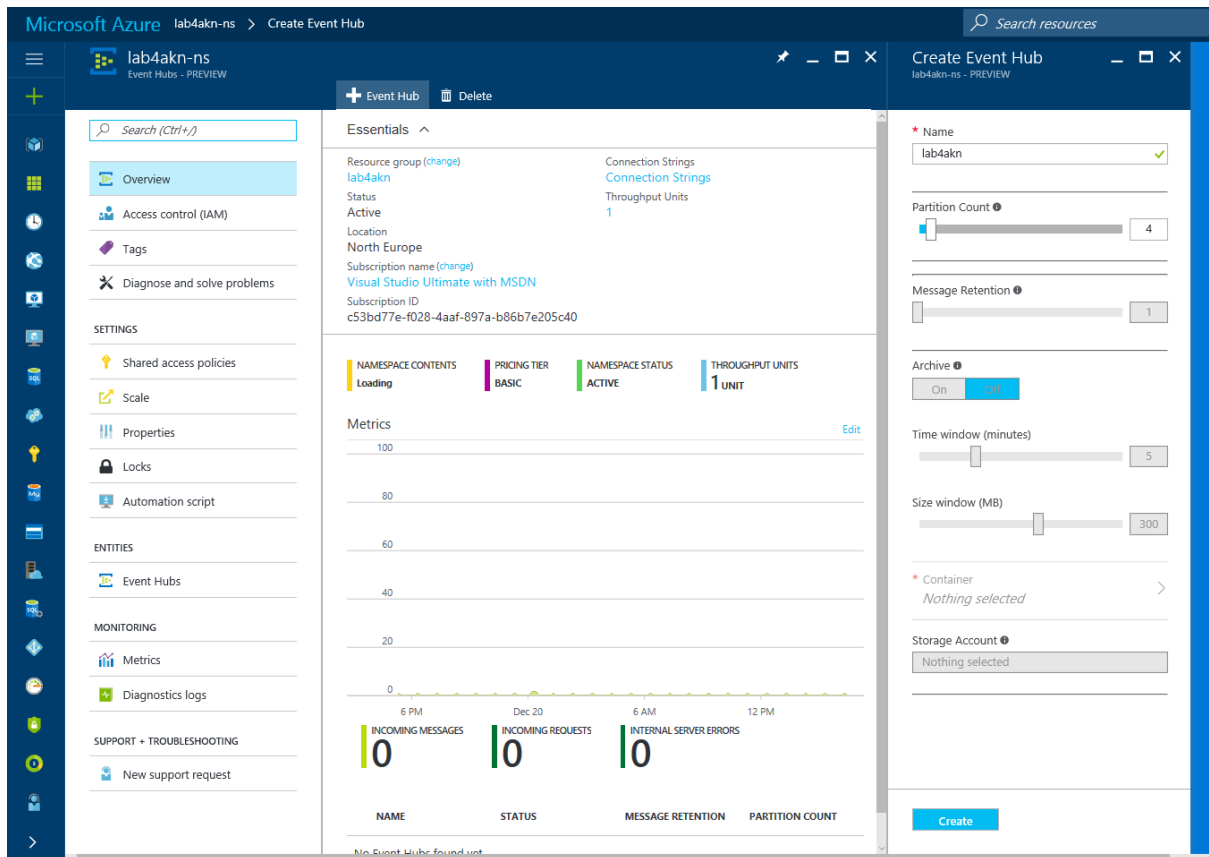 Microsoft Azure lab4akn-ns > Create Event Hub
Search resources
lab4akn-ns
Event Hubs - PREVIEW
Event Hub
Delete
Search (Ctrl+/)
Overview
Access control (IAM)
Tags
Diagnose and solve problems
SETTINGS
Shared access policies
Scale
Properties
Locks
Automation script
ENTITIES
Event Hubs
MONITORING
Metrics
Diagnostics logs
SUPPORT + TROUBLESHOOTING
New support request
Essentials
Resource group (change)
lab4akn
Status
Active
Location
North Europe
Subscription name (change)
Visual Studio Ultimate with MSDN
Subscription ID
c53bd77e-f028-4aaf-897a-b86b7e205c40
Connection Strings
Connection Strings
Throughput Units
1
NAMESPACE CONTENTS
Loading
PRICING TIER
BASIC
NAMESPACE STATUS
ACTIVE
THROUGHPUT UNITS
1 UNIT
Metrics
Edit
100
80
60
40
20
0
6 PM Dec 20 6 AM 12 PM
INCOMING MESSAGES
0
INCOMING REQUESTS
0
INTERNAL SERVER ERRORS
0
NAME STATUS MESSAGE RETENTION PARTITION COUNT
No Event Hubs found yet
Create Event Hub
lab4akn-ns - PREVIEW
* Name
lab4akn
Partition Count
4
Message Retention
1
Archive
On Off
Time window (minutes)
5
Size window (MB)
300
* Container
Nothing selected
Storage Account
Nothing selected
Create